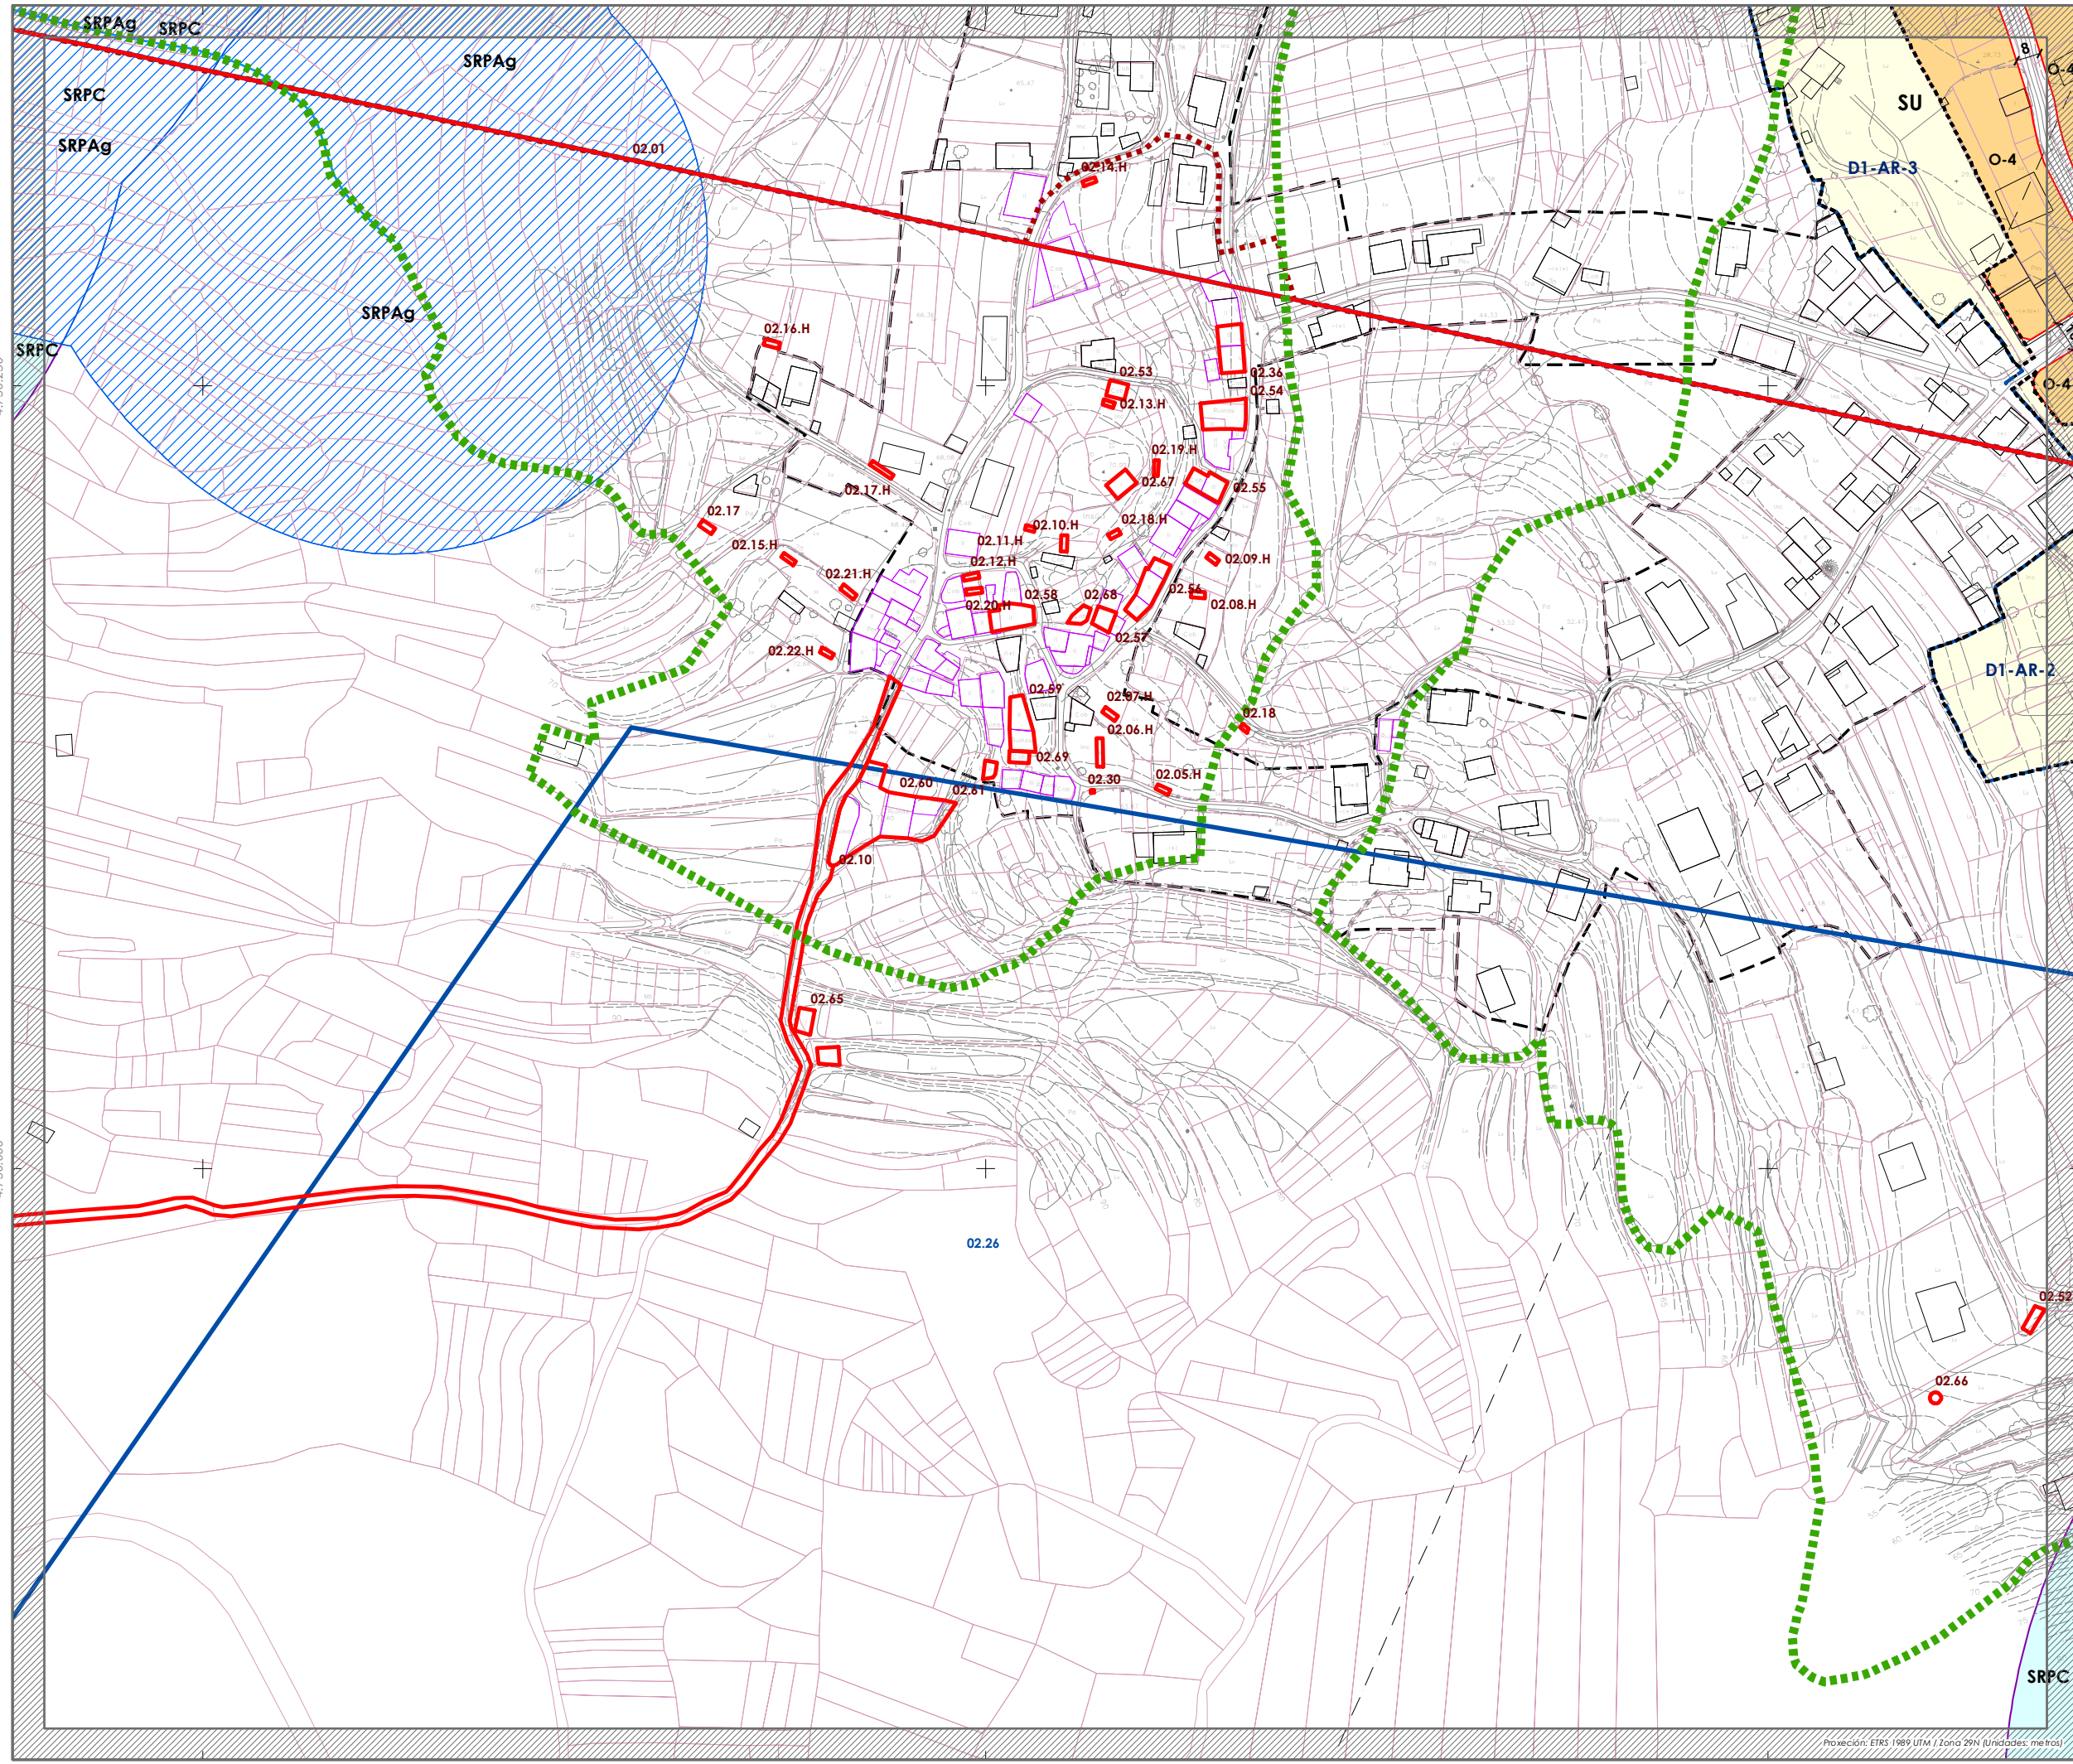 SRPAg
SRPC
SRPAg
SRPC
SRPAg
SU
8
O-4
O-4
D1-AR-3
02.01
02.14.H
SRPAg
SRPC
02.16.H
02.53
02.36
02.54
02.13.H
O-4
02.19.H
02.67
02.55
02.17.H
02.17
02.10.H
02.18.H
02.11.H
02.15.H
02.12.H
02.09.H
02.21.H
02.58
02.68
02.56
02.20.H
02.08.H
02.57
02.22.H
D1-AR-2
02.59
02.07.H
02.18
02.06.H
02.69
02.60
02.61
02.30
02.05.H
02.10
02.65
02.26
02.52
02.66
SRPC
Proxección: ETRS 1989 UTM / Zona 29N (Unidades: metros)